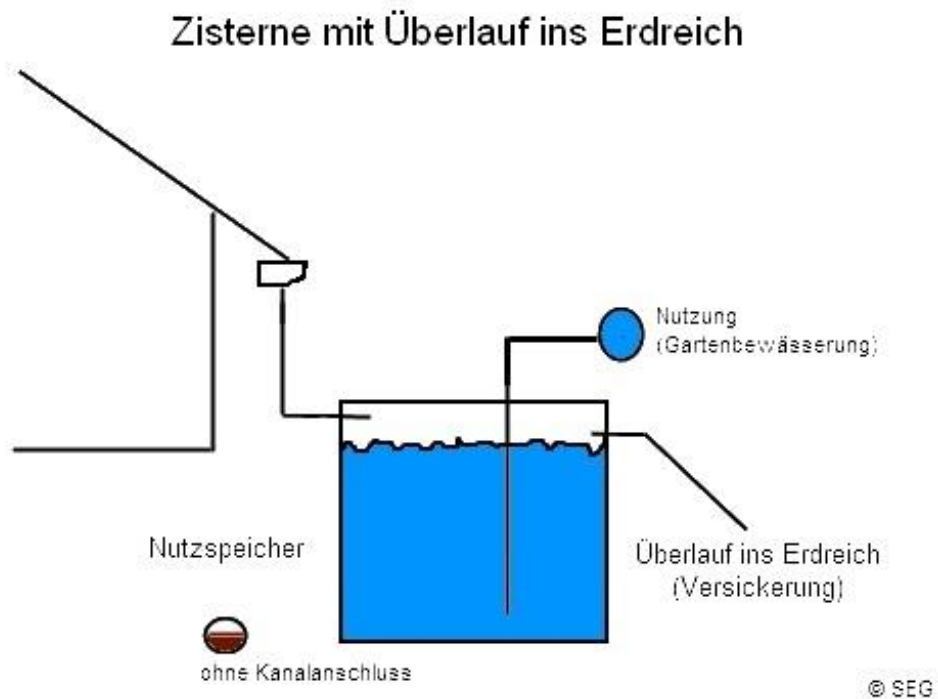 Zisterne mit Überlauf ins Erdreich
Nutzung
(Gartenbewässerung)
Nutzspeicher
Überlauf ins Erdreich
(Versickerung)
ohne Kanalanschluss
© SEG